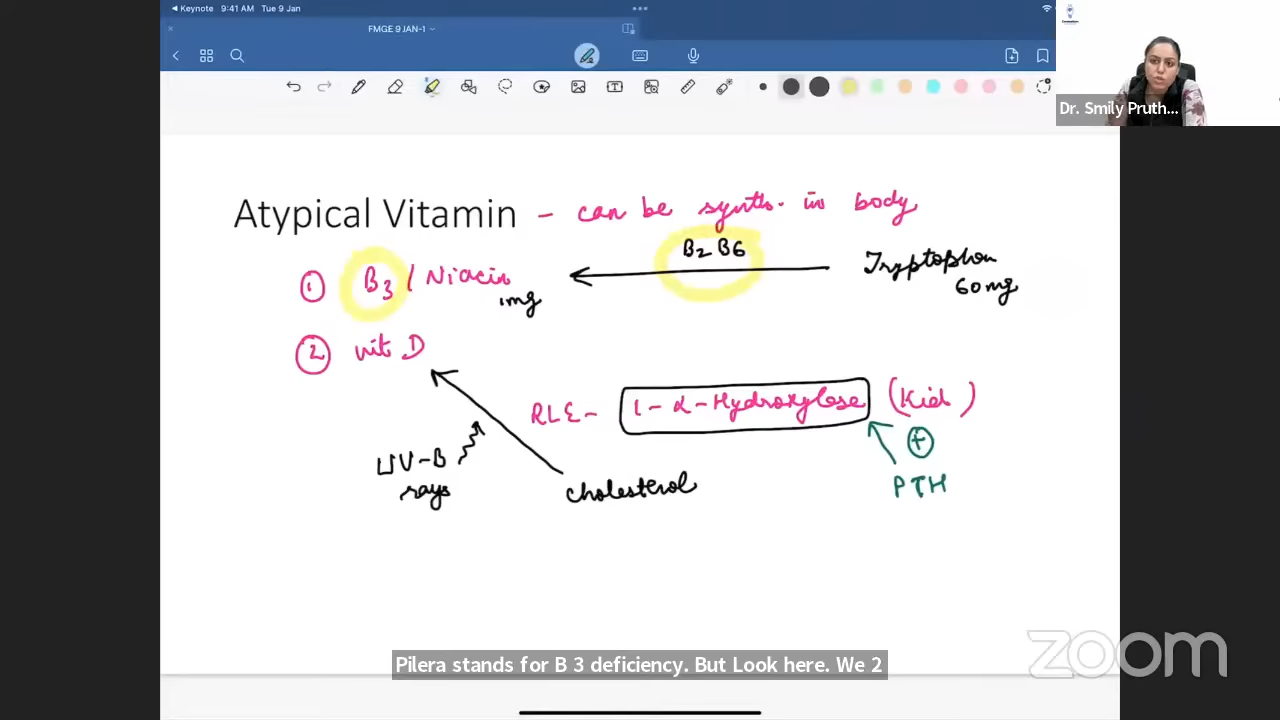 Keynote 9:41 AM Tue 9 Jan
FMGE 9 JAN-1
Dr. Smily Pruth...
Atypical Vitamin - can be synth. in body
① B3 / Niacin 1mg
B2 B6
Tryptophan 60mg
② vit D
RLE - 1-α-Hydroxylase (Kid)
+
PTH
UV-B rays
cholesterol
Pilera stands for B 3 deficiency. But Look here. We 2
zoom